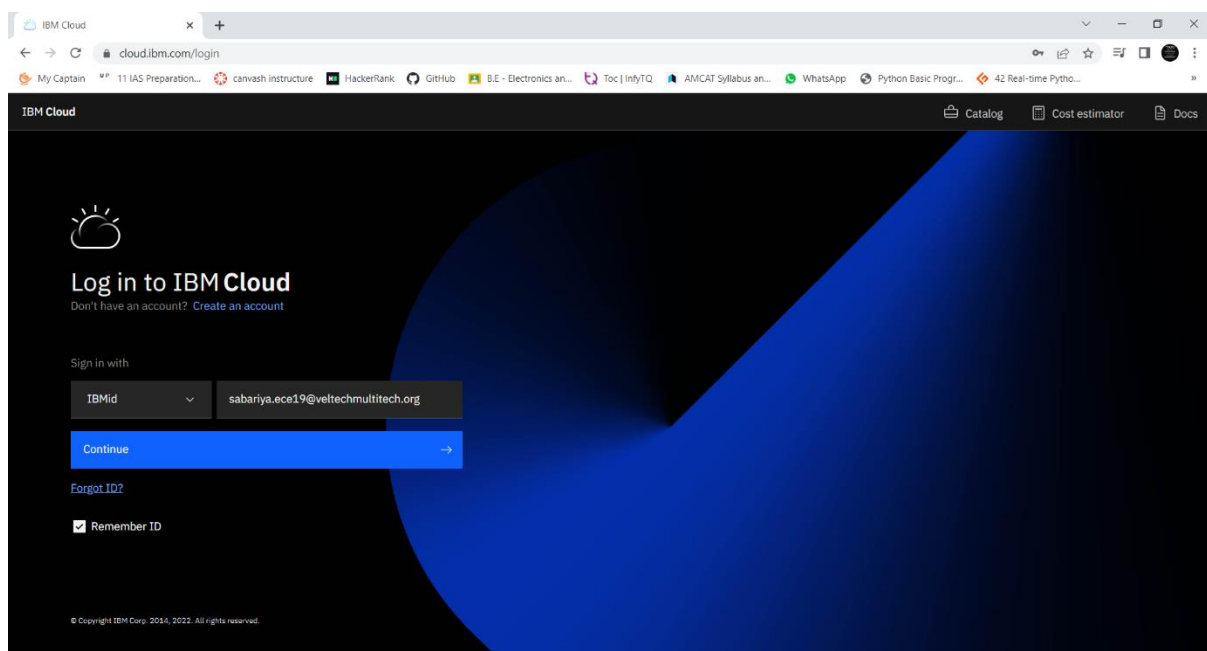 IBM Cloud
cloud.ibm.com/login
My Captain 11 IAS Preparation... canvash instructure HackerRank GitHub B.E - Electronics an... Toc | InfyTQ AMCAT Syllabus an... WhatsApp Python Basic Progr... 42 Real-time Pytho... »
IBM Cloud Catalog Cost estimator Docs
Log in to IBM Cloud
Don't have an account? Create an account
Sign in with
IBMid sabariya.ece19@veltechmultitech.org
Continue
Forgot ID?
Remember ID
© Copyright IBM Corp. 2014, 2022. All rights reserved.